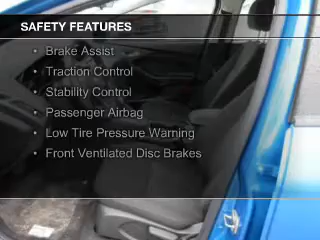 SAFETY FEATURES
• Brake Assist
• Traction Control
• Stability Control
• Passenger Airbag
• Low Tire Pressure Warning
• Front Ventilated Disc Brakes